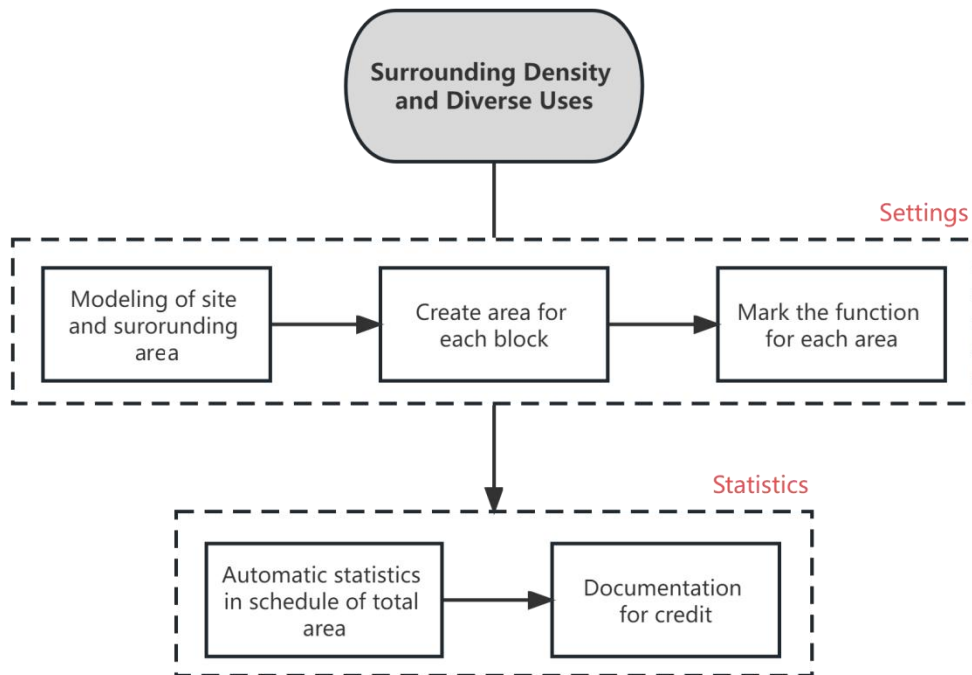 Surrounding Density
and Diverse Uses
Settings
Modeling of site
and surorunding
area
Create area for
each block
Mark the function
for each area
Statistics
Automatic statistics
in schedule of total
area
Documentation
for credit